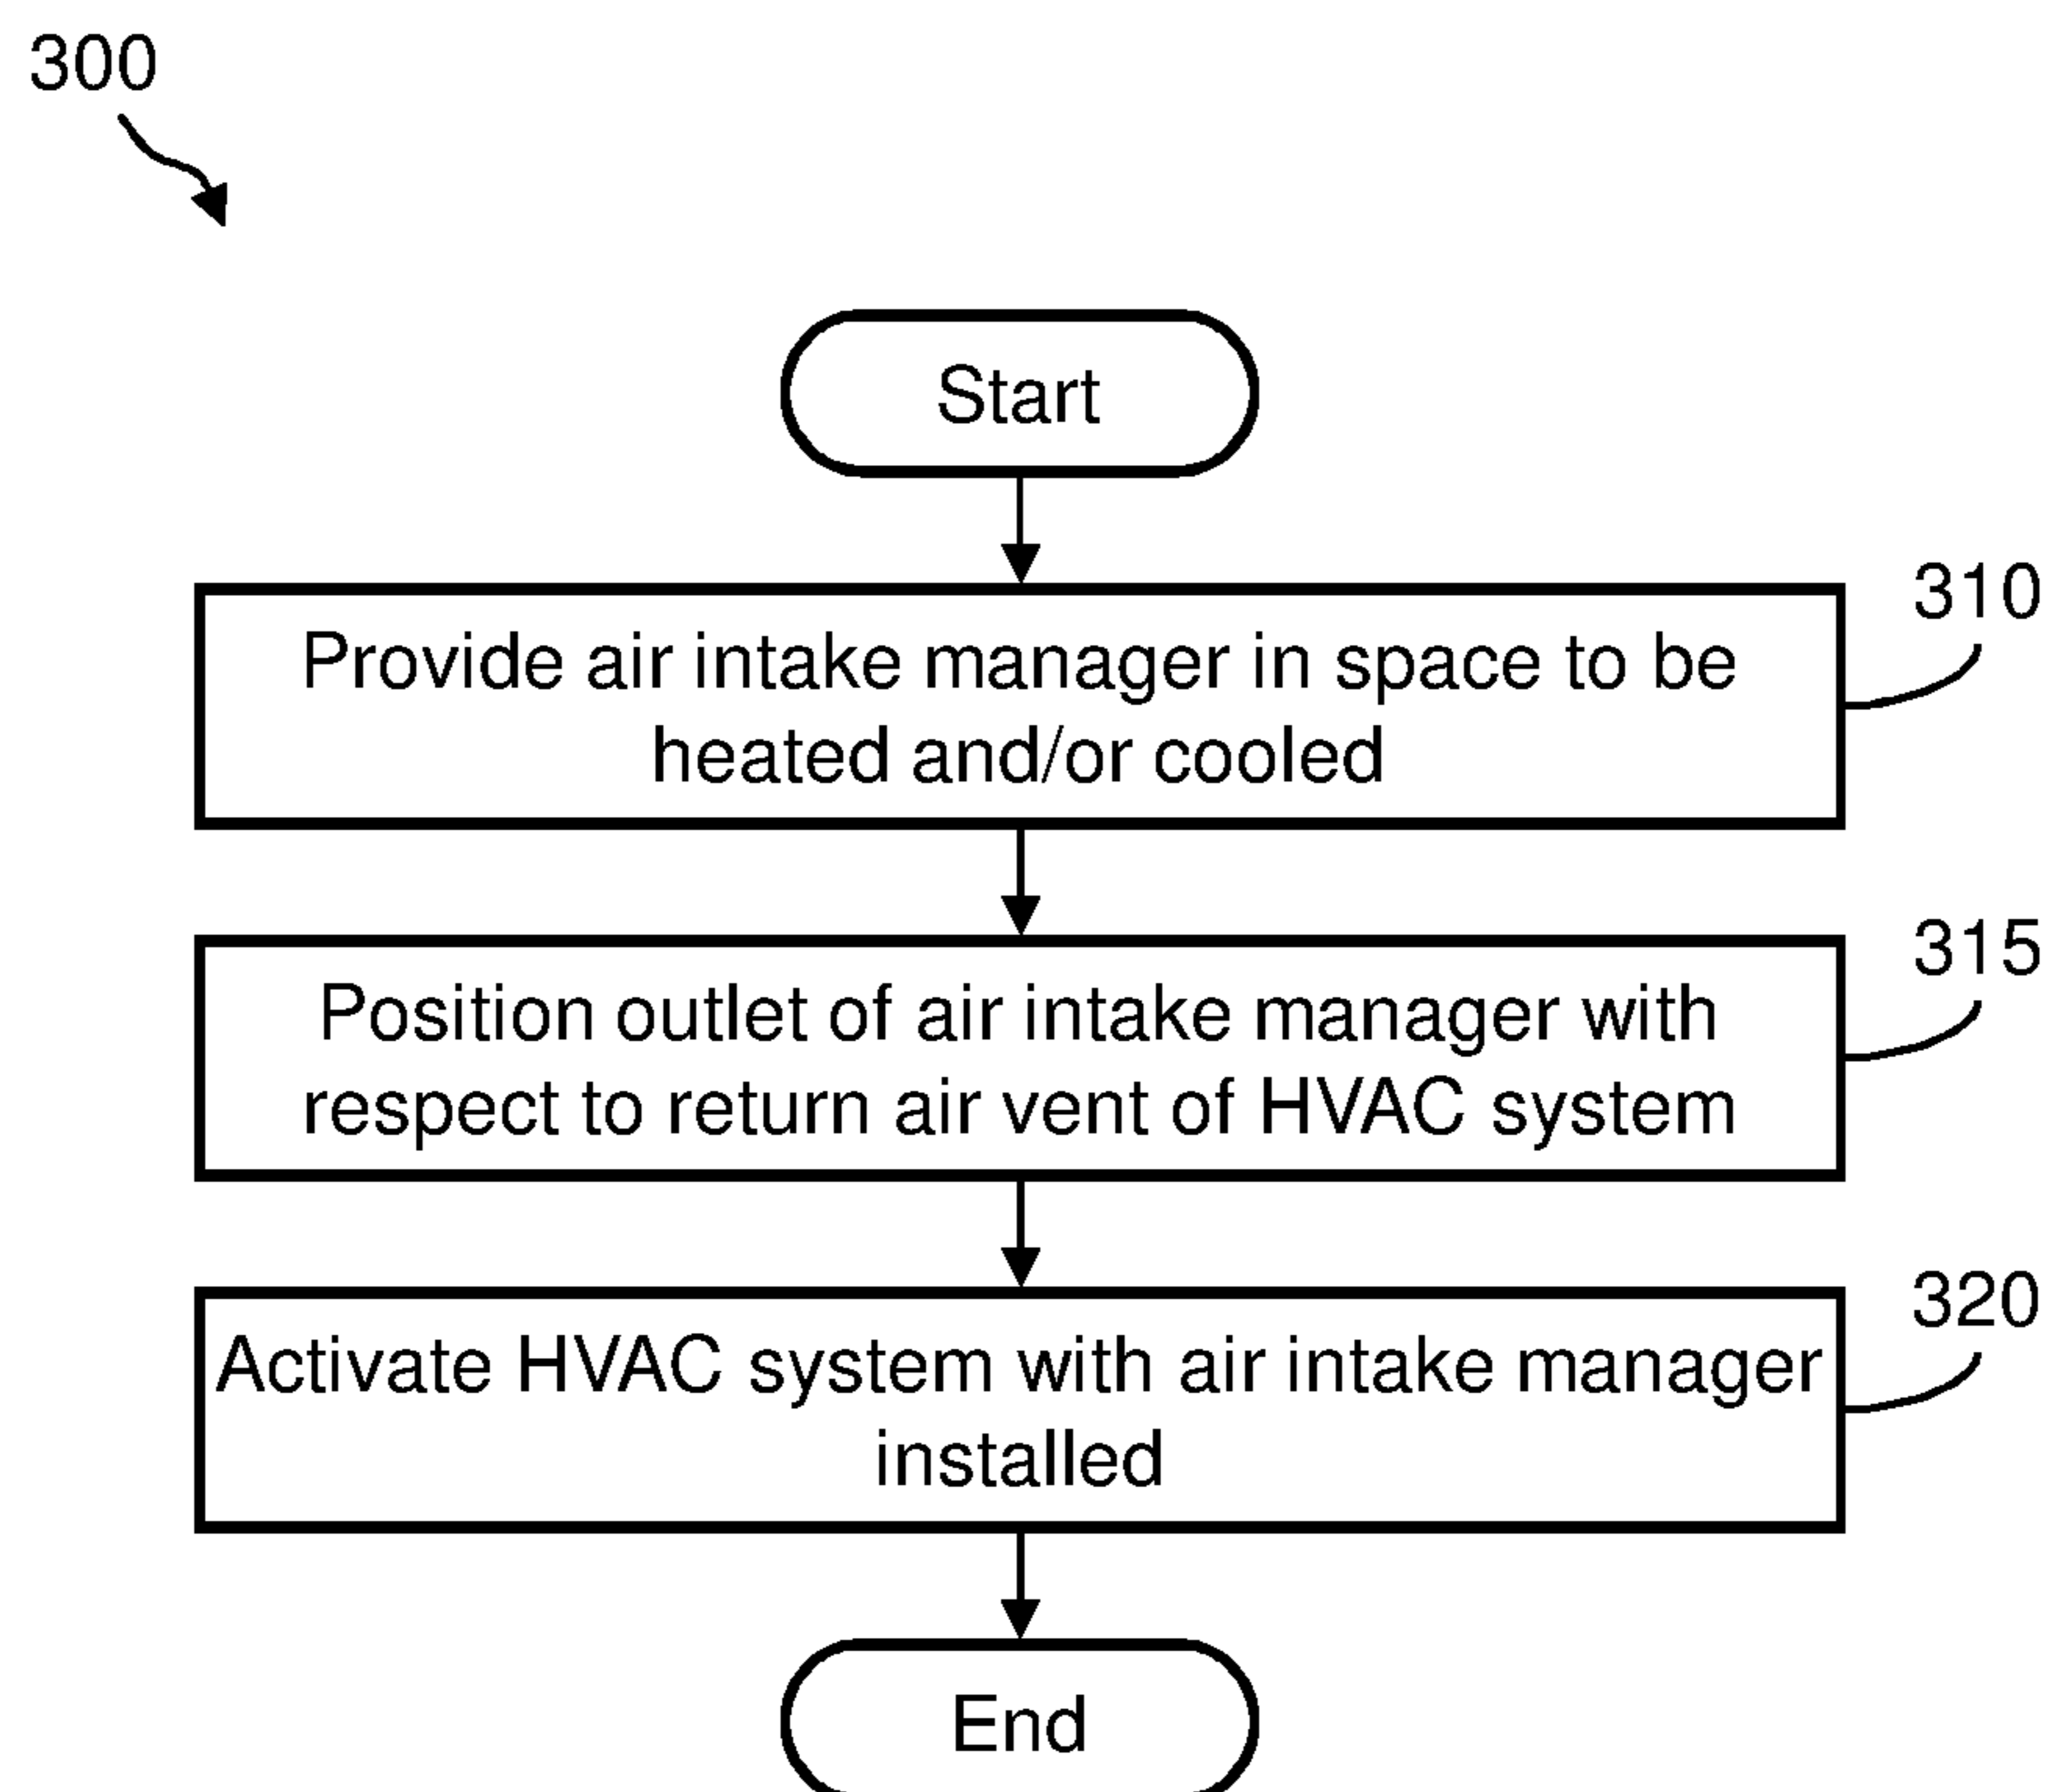 300
Start
310
Provide air intake manager in space to be
heated and/or cooled
315
Position outlet of air intake manager with
respect to return air vent of HVAC system
320
Activate HVAC system with air intake manager
installed
End